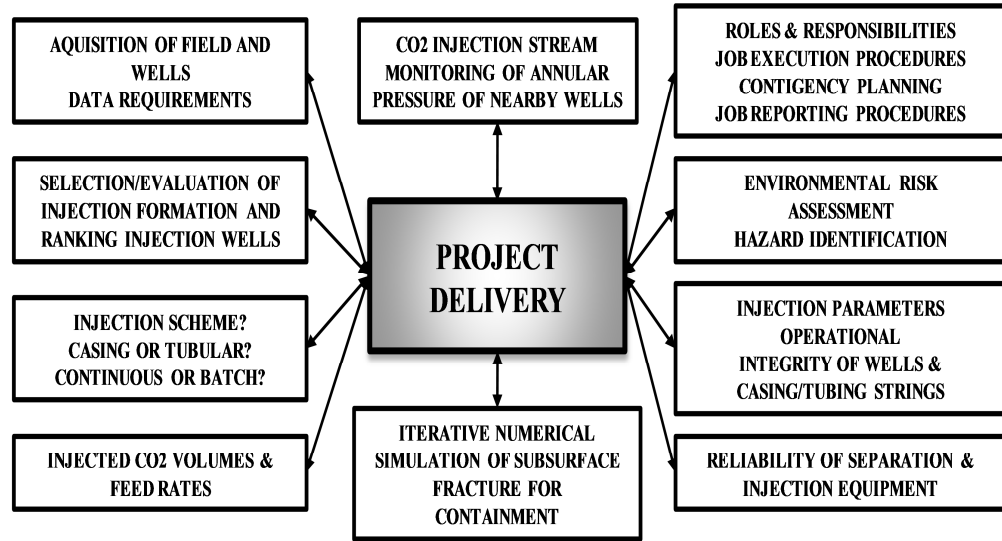 AQUISITION OF FIELD AND
WELLS
DATA REQUIREMENTS
SELECTION/EVALUATION OF
INJECTION FORMATION AND
RANKING INJECTION WELLS
INJECTION SCHEME?
CASING OR TUBULAR?
CONTINUOUS OR BATCH?
INJECTED CO2 VOLUMES &
FEED RATES
CO2 INJECTION STREAM
MONITORING OF ANNULAR
PRESSURE OF NEARBY WELLS
PROJECT
DELIVERY
ITERATIVE NUMERICAL
SIMULATION OF SUBSURFACE
FRACTURE FOR
CONTAINMENT
ROLES & RESPONSIBILITIES
JOB EXECUTION PROCEDURES
CONTIGENCY PLANNING
JOB REPORTING PROCEDURES
ENVIRONMENTAL RISK
ASSESSMENT
HAZARD IDENTIFICATION
INJECTION PARAMETERS
OPERATIONAL
INTEGRITY OF WELLS &
CASING/TUBING STRINGS
RELIABILITY OF SEPARATION &
INJECTION EQUIPMENT